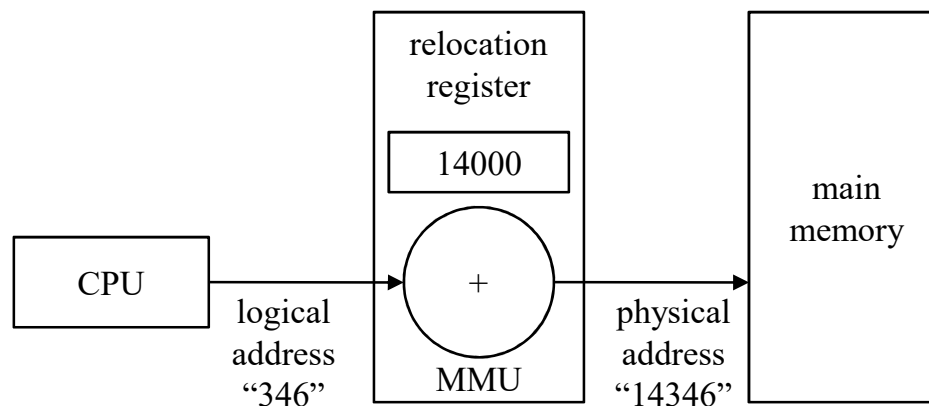 relocation
register
14000
main
memory
CPU
+
logical
address
“346”
MMU
physical
address
“14346”